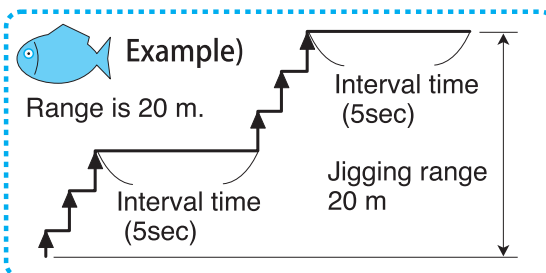 Example)
Range is 20 m.
Interval time
(5sec)
Interval time
(5sec)
Jigging range
20 m